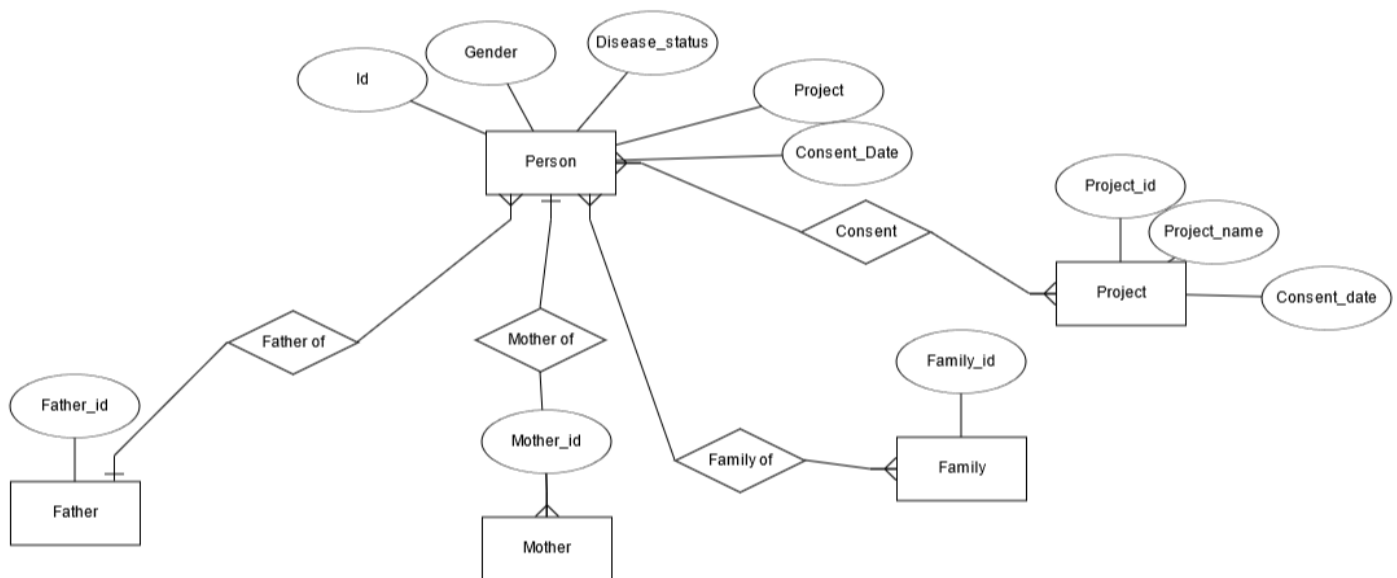 Disease_status
Gender
Id
Project
Person
Consent_Date
Project_id
Consent
Project_name
Project
Consent_date
Father of
Mother of
Family_id
Father_id
Mother_id
Family of
Family
Father
Mother